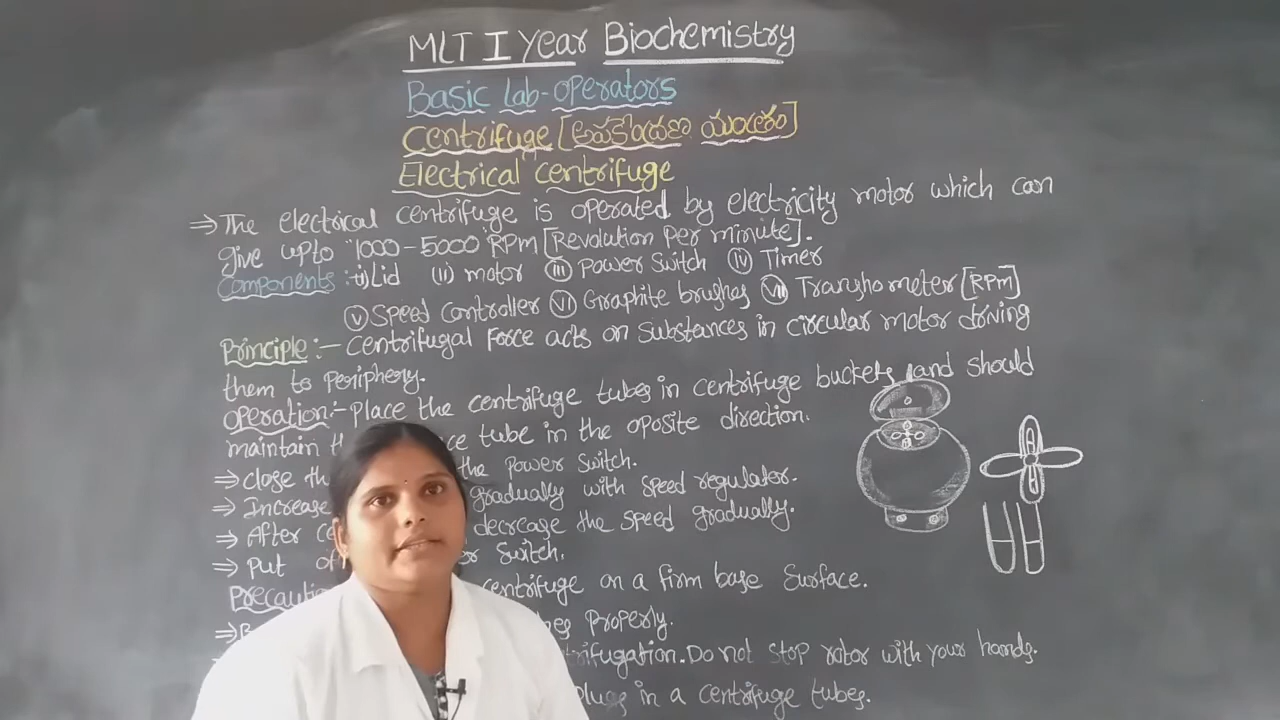 MLT I Year Biochemistry
Basic Lab-operators
Centrifuge [అపకేంద్రణ యంత్రం]
Electrical centrifuge
⇒ The electrical centrifuge is operated by electricity motor which can
give upto 1000-5000 RPm [Revolution Per minute].
Components :- i) Lid (ii) motor (iii) Power Switch (iv) Timer
(v) Speed Controller (VI) Graphite brushes (VII) [RPm]
Principle :- Centrifugal Force acts on Substances in circular motor driving
them to Periphery.
Operation:- Place the centrifuge tubes in centrifuge buckets and should
maintain tube in the oposite direction.
⇒ Close the power Switch.
⇒ Increase gradually with speed regulater.
⇒ After decrease the speed gradually.
⇒ Put Switch.
centrifuge on a firm base Surface.
⇒ Properly.
Do not stop rotor with your hands.
in a centrifuge tubes.